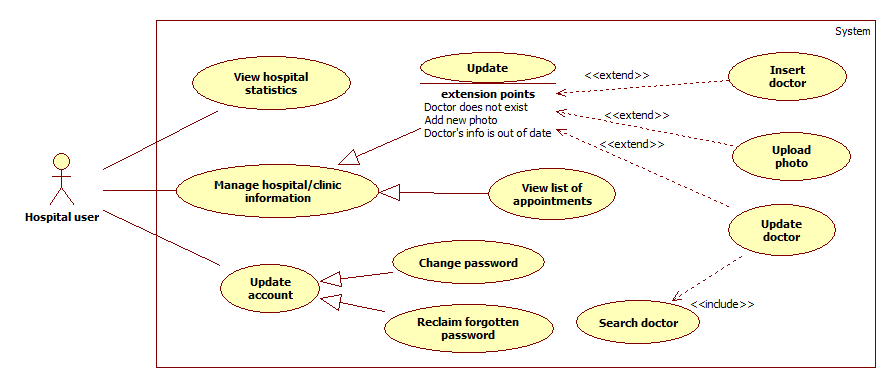 System
View hospital
statistics
Update
extension points
Doctor does not exist
Add new photo
Doctor's info is out of date
<<extend>>
Insert
doctor
<<extend>>
<<extend>>
Upload
photo
Hospital user
Manage hospital/clinic
information
View list of
appointments
Update
doctor
Update
account
Change password
Reclaim forgotten
password
Search doctor
<<include>>